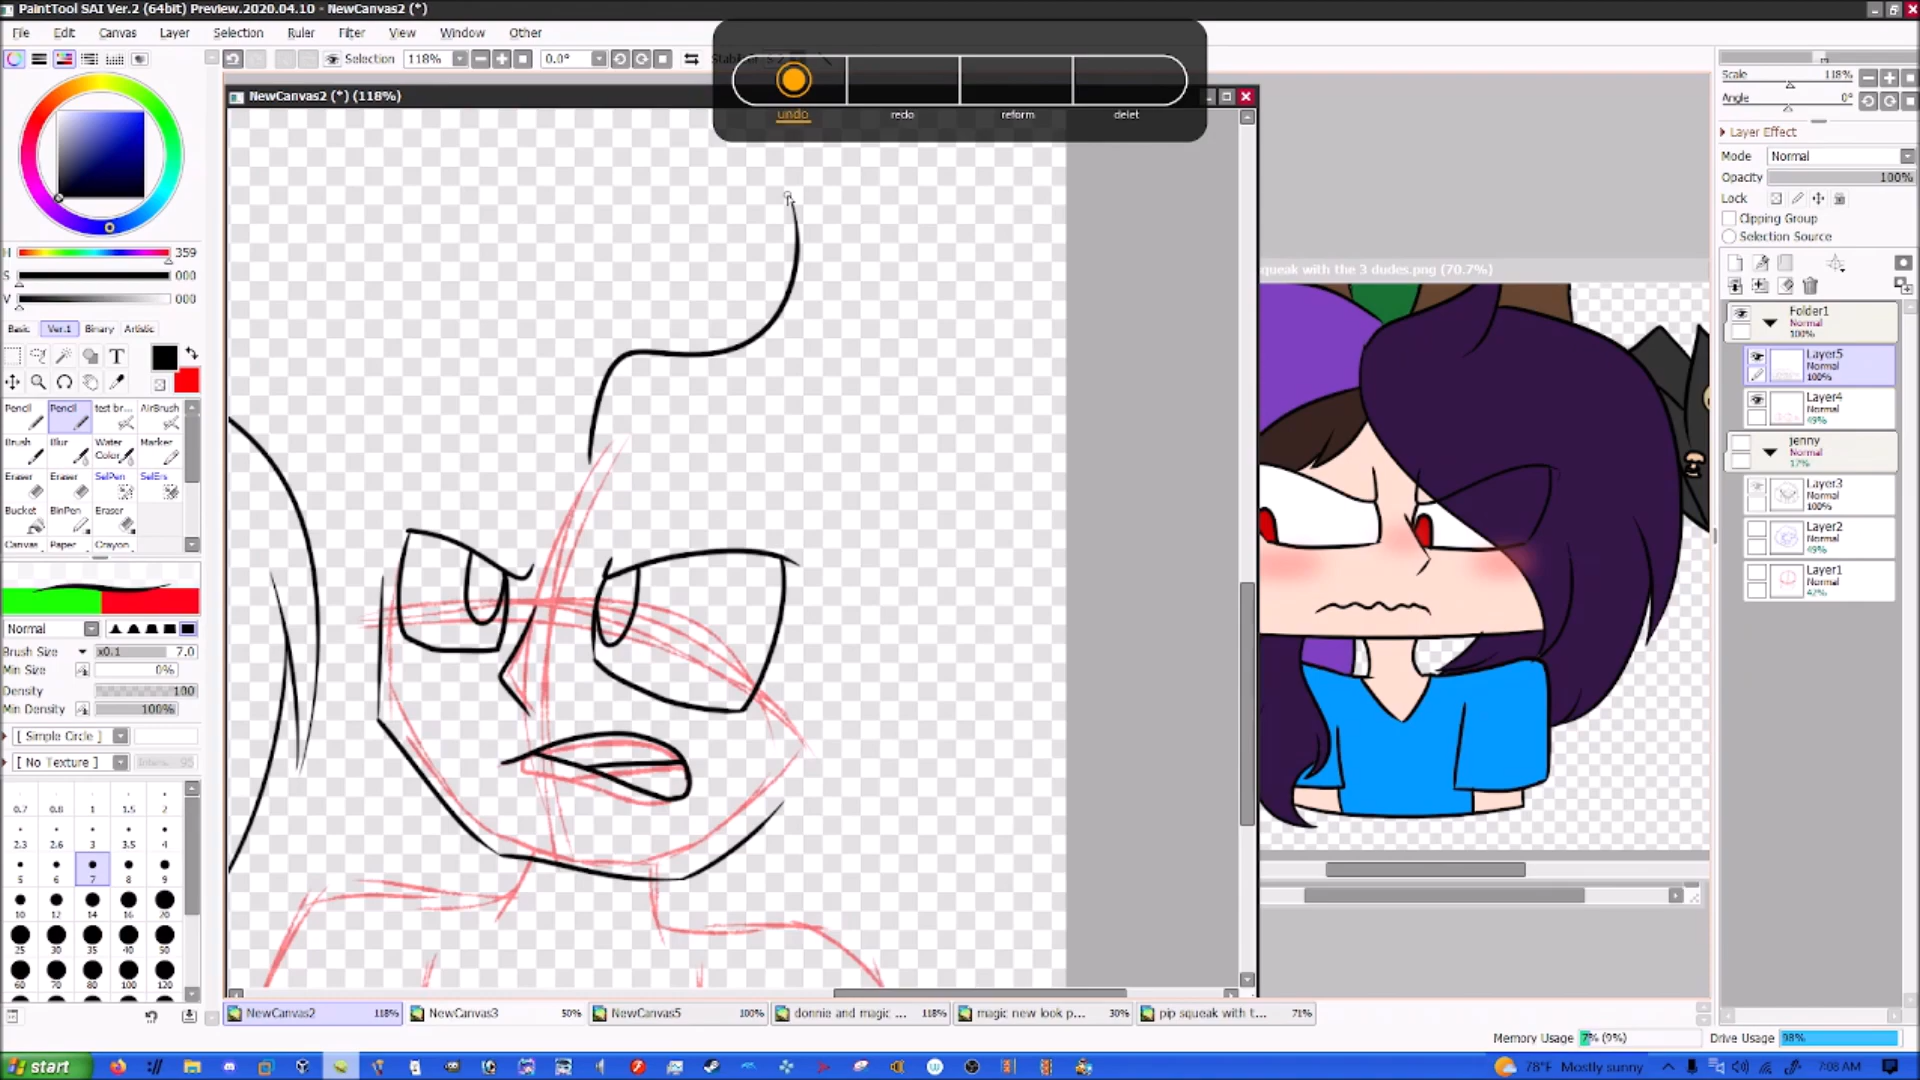 PaintTool SAI Ver.2 (64bit) Preview.2020.04.10 - NewCanvas2 (*)
File Edit Canvas Layer Selection Ruler Filter View Window Other
Selection 118% 0.0°
NewCanvas2 (*) (118%)
undo redo reform delet
queak with the 3 dudes.png (70.7%)
H 359
S 000
V 000
Basic Ver.1 Binary Artistic
T
Pencil Pencil test br... AirBrush
Brush Blur Water Color Marker
Eraser Eraser SelPen SelErs
Bucket BinPen Eraser
Canvas Paper Crayon
Normal
Brush Size x0.1 7.0
Min Size 0%
Density 100
Min Density 100%
[ Simple Circle ]
[ No Texture ] 95
0.7 0.8 1 1.5 2
2.3 2.6 3 3.5 4
5 6 7 8 9
10 12 14 16 20
25 30 35 40 50
60 70 80 100 120
Scale 118%
Angle 0°
Layer Effect
Mode Normal
Opacity 100%
Lock
Clipping Group
Selection Source
Folder1
Normal
100%
Layer5
Normal
100%
Layer4
Normal
49%
jenny
Normal
17%
Layer3
Normal
100%
Layer2
Normal
49%
Layer1
Normal
42%
NewCanvas2 118% NewCanvas3 50% NewCanvas5 100% donnie and magic ... 118% magic new look p... 30% pip squeak with t... 71%
Memory Usage 7% (9%) Drive Usage 98%
start 78°F Mostly sunny 7:08 AM